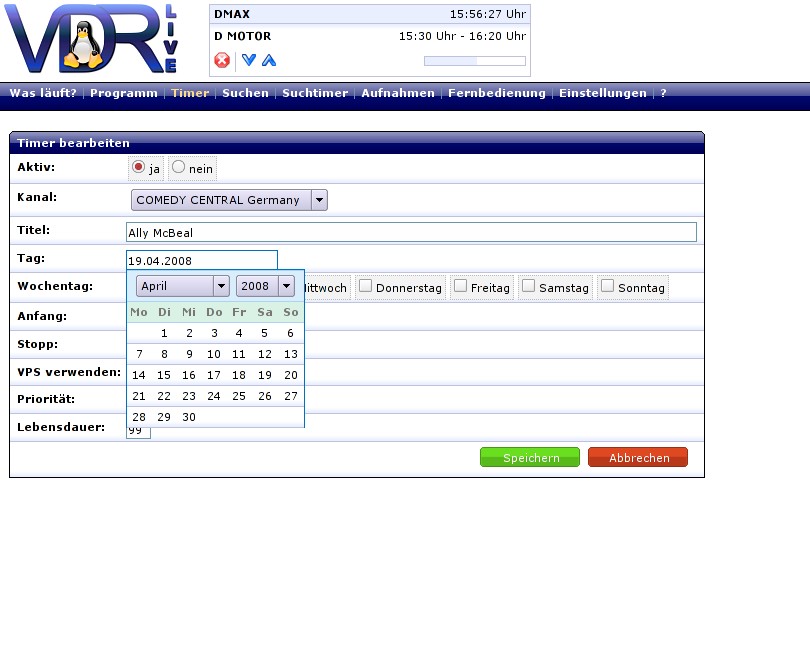 VDR LIVE
DMAX 15:56:27 Uhr
D MOTOR 15:30 Uhr - 16:20 Uhr
Was läuft? Programm Timer Suchen Suchtimer Aufnahmen Fernbedienung Einstellungen ?
Timer bearbeiten
Aktiv: ja nein
Kanal: COMEDY CENTRAL Germany
Titel: Ally McBeal
Tag: 19.04.2008
Wochentag: April 2008 ittwoch Donnerstag Freitag Samstag Sonntag
Mo Di Mi Do Fr Sa So
Anfang:
1 2 3 4 5 6
Stopp:
7 8 9 10 11 12 13
VPS verwenden: 14 15 16 17 18 19 20
Priorität: 21 22 23 24 25 26 27
28 29 30
Lebensdauer: 99
Speichern Abbrechen